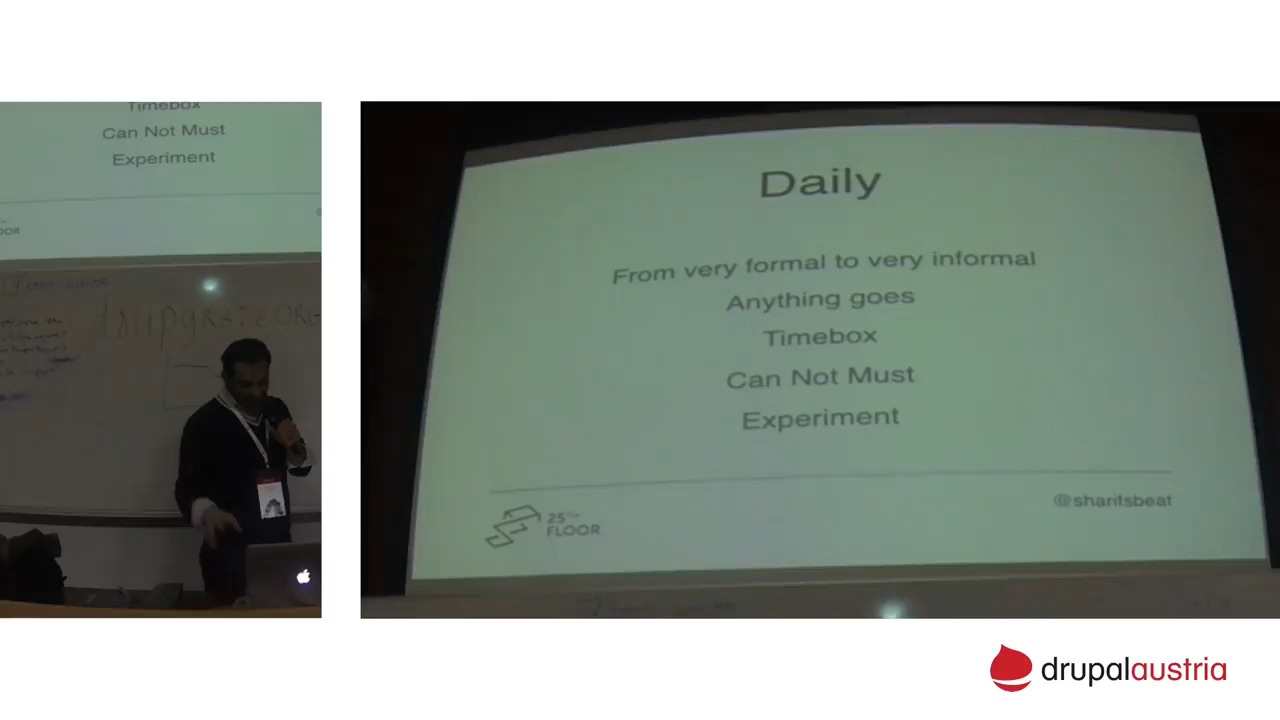 Timebox
Can Not Must
Experiment
Daily
From very formal to very informal
Anything goes
Timebox
Can Not Must
Experiment
25TH
FLOOR
@sharifsbeat
drupalaustria